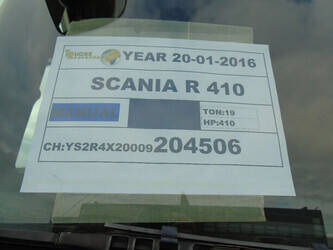 YEAR 20-01-2016
SCANIA R 410
TON:19
HP:410
CH:YS2R4X20009204506